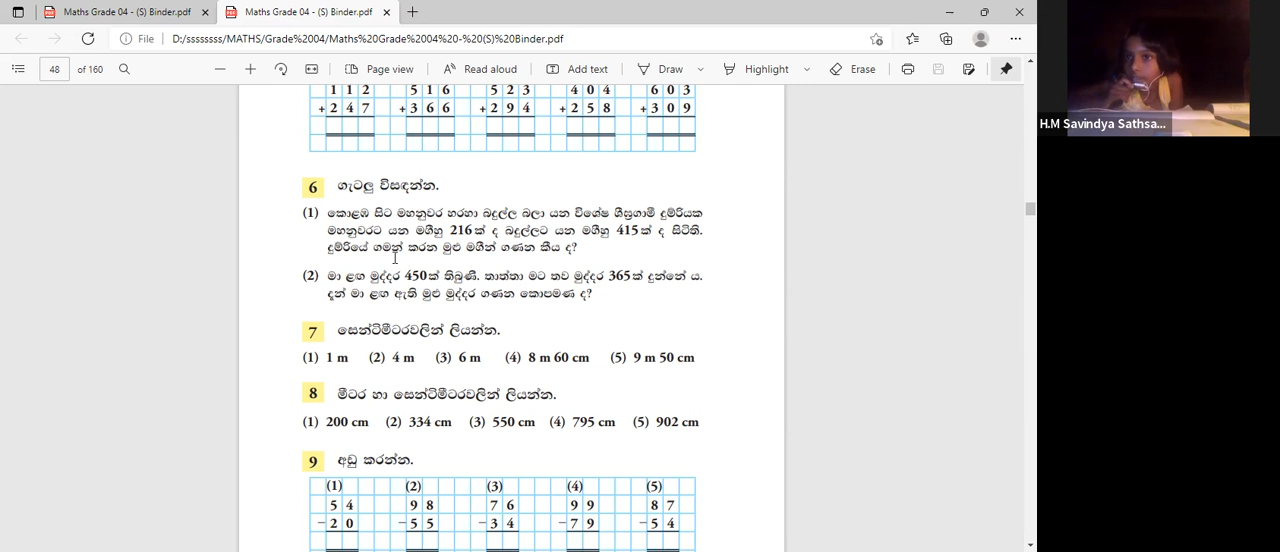 Maths Grade 04 - (S) Binder.pdf
Maths Grade 04 - (S) Binder.pdf
File D:/ssssssss/MATHS/Grade%2004/Maths%20Grade%2004%20-%20(S)%20Binder.pdf
48 of 160 Page view Read aloud Add text Draw Highlight Erase
H.M Savindya Sathsa...
1 1 2 5 1 6 5 2 3 4 0 4 6 0 3
+ 2 4 7 + 3 6 6 + 2 9 4 + 2 5 8 + 3 0 9
6 ගැටලු විසඳන්න.
(1) කොළඹ සිට මහනුවර හරහා බදුල්ල බලා යන විශේෂ ශීඝ්‍රගාමී දුම්රියක
මහනුවරට යන මගීහු 216 ක් ද බදුල්ලට යන මගීහු 415 ක් ද සිටිති.
දුම්රියේ ගමන් කරන මුළු මගීන් ගණන කීය ද?
(2) මා ළඟ මුද්දර 450 ක් තිබුණි. තාත්තා මට තව මුද්දර 365 ක් දුන්නේ ය.
දැන් මා ළඟ ඇති මුළු මුද්දර ගණන කොපමණ ද?
7 සෙන්ටිමීටරවලින් ලියන්න.
(1) 1 m (2) 4 m (3) 6 m (4) 8 m 60 cm (5) 9 m 50 cm
8 මීටර හා සෙන්ටිමීටරවලින් ලියන්න.
(1) 200 cm (2) 334 cm (3) 550 cm (4) 795 cm (5) 902 cm
9 අඩු කරන්න.
(1) (2) (3) (4) (5)
5 4 9 8 7 6 9 9 8 7
- 2 0 - 5 5 - 3 4 - 7 9 - 5 4